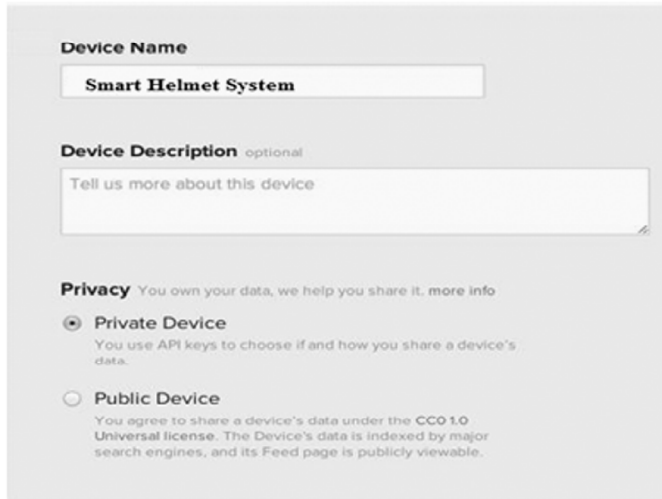 Device Name
Smart Helmet System
Device Description optional
Tell us more about this device
Privacy You own your data, we help you share it. more info
Private Device
You use API keys to choose if and how you share a device's
data.
Public Device
You agree to share a device's data under the CC0 1.0
Universal license. The Device's data is indexed by major
search engines, and its Feed page is publicly viewable.